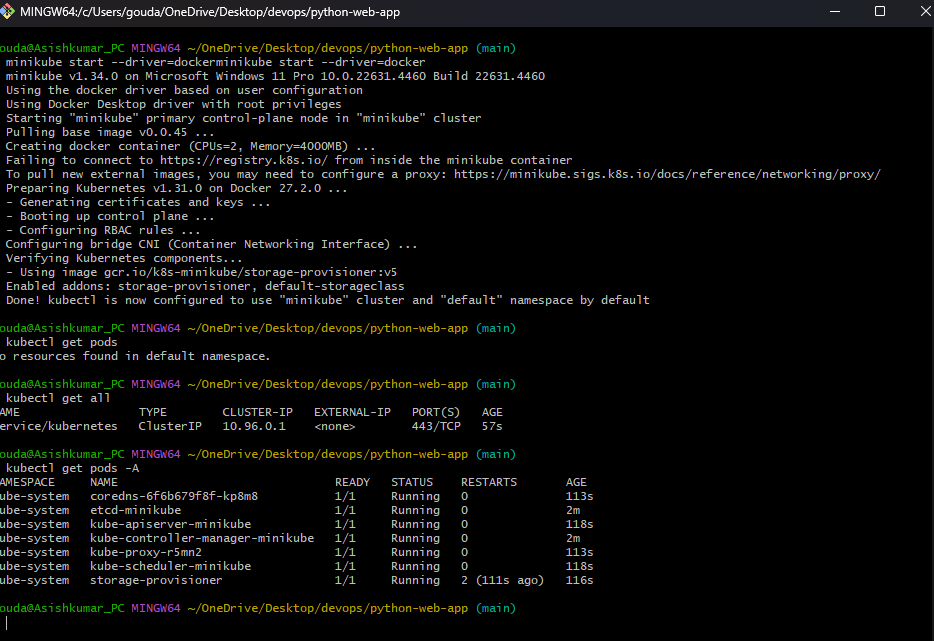 MINGW64:/c/Users/gouda/OneDrive/Desktop/devops/python-web-app
ouda@Asishkumar_PC MINGW64 ~/OneDrive/Desktop/devops/python-web-app (main)
minikube start --driver=dockerminikube start --driver=docker
minikube v1.34.0 on Microsoft Windows 11 Pro 10.0.22631.4460 Build 22631.4460
Using the docker driver based on user configuration
Using Docker Desktop driver with root privileges
Starting "minikube" primary control-plane node in "minikube" cluster
Pulling base image v0.0.45 ...
Creating docker container (CPUs=2, Memory=4000MB) ...
Failing to connect to https://registry.k8s.io/ from inside the minikube container
To pull new external images, you may need to configure a proxy: https://minikube.sigs.k8s.io/docs/reference/networking/proxy/
Preparing Kubernetes v1.31.0 on Docker 27.2.0 ...
- Generating certificates and keys ...
- Booting up control plane ...
- Configuring RBAC rules ...
Configuring bridge CNI (Container Networking Interface) ...
Verifying Kubernetes components...
- Using image gcr.io/k8s-minikube/storage-provisioner:v5
Enabled addons: storage-provisioner, default-storageclass
Done! kubectl is now configured to use "minikube" cluster and "default" namespace by default
ouda@Asishkumar_PC MINGW64 ~/OneDrive/Desktop/devops/python-web-app (main)
kubectl get pods
o resources found in default namespace.
ouda@Asishkumar_PC MINGW64 ~/OneDrive/Desktop/devops/python-web-app (main)
kubectl get all
AME TYPE CLUSTER-IP EXTERNAL-IP PORT(S) AGE
ervice/kubernetes ClusterIP 10.96.0.1 <none> 443/TCP 57s
ouda@Asishkumar_PC MINGW64 ~/OneDrive/Desktop/devops/python-web-app (main)
kubectl get pods -A
AMESPACE NAME READY STATUS RESTARTS AGE
ube-system coredns-6f6b679f8f-kp8m8 1/1 Running 0 113s
ube-system etcd-minikube 1/1 Running 0 2m
ube-system kube-apiserver-minikube 1/1 Running 0 118s
ube-system kube-controller-manager-minikube 1/1 Running 0 2m
ube-system kube-proxy-r5mn2 1/1 Running 0 113s
ube-system kube-scheduler-minikube 1/1 Running 0 118s
ube-system storage-provisioner 1/1 Running 2 (111s ago) 116s
ouda@Asishkumar_PC MINGW64 ~/OneDrive/Desktop/devops/python-web-app (main)